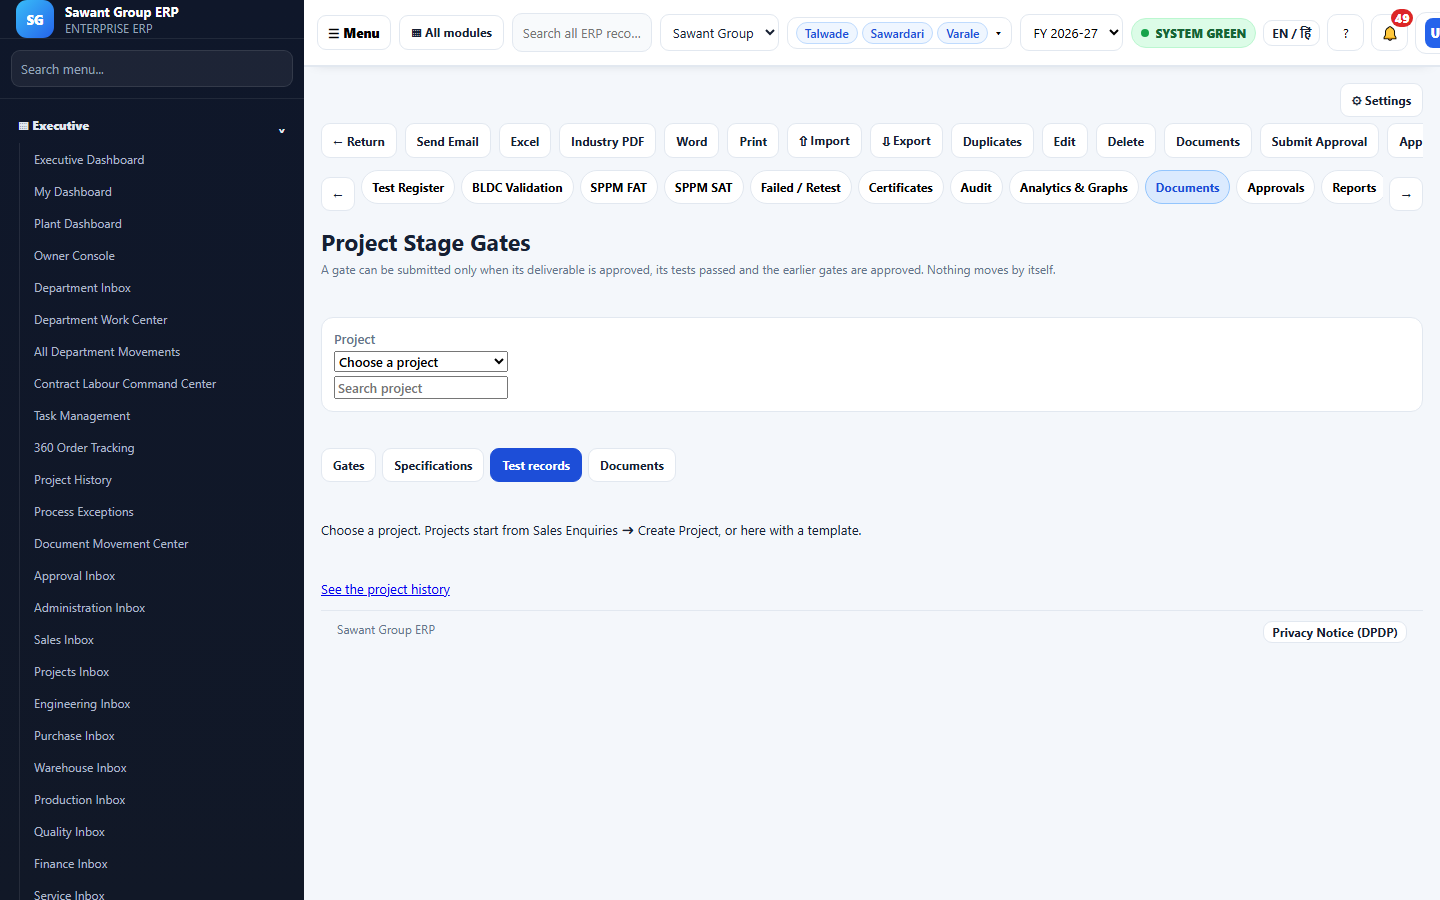 SG
Sawant Group ERP
ENTERPRISE ERP
Search menu...
Executive
Executive Dashboard
My Dashboard
Plant Dashboard
Owner Console
Department Inbox
Department Work Center
All Department Movements
Contract Labour Command Center
Task Management
360 Order Tracking
Project History
Process Exceptions
Document Movement Center
Approval Inbox
Administration Inbox
Sales Inbox
Projects Inbox
Engineering Inbox
Purchase Inbox
Warehouse Inbox
Production Inbox
Quality Inbox
Finance Inbox
Service Inbox
☰ Menu
All modules
Search all ERP reco...
Sawant Group
Talwade Sawardari Varale
FY 2026-27
SYSTEM GREEN
EN / हिं
?
49
U
⚙ Settings
← Return Send Email Excel Industry PDF Word Print ⇧ Import ⇩ Export Duplicates Edit Delete Documents Submit Approval App
← Test Register BLDC Validation SPPM FAT SPPM SAT Failed / Retest Certificates Audit Analytics & Graphs Documents Approvals Reports →
Project Stage Gates
A gate can be submitted only when its deliverable is approved, its tests passed and the earlier gates are approved. Nothing moves by itself.
Project
Choose a project
Search project
Gates Specifications Test records Documents
Choose a project. Projects start from Sales Enquiries → Create Project, or here with a template.
See the project history
Sawant Group ERP
Privacy Notice (DPDP)